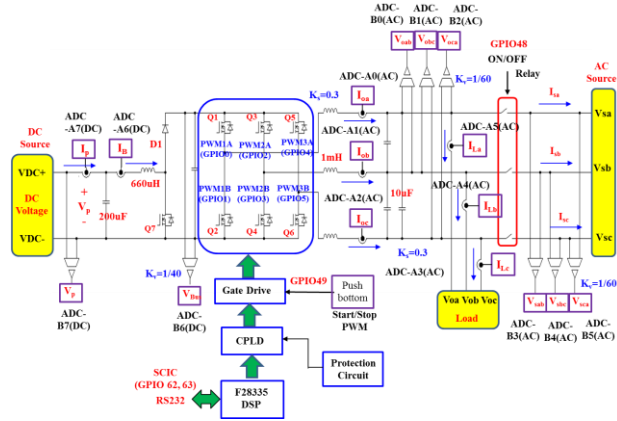 ADC-
B0(AC)
ADC-
B1(AC)
ADC-
B2(AC)
Voab
Vobc
Voca
GPIO48
ON/OFF
Relay
AC
Source
ADC
-A7(DC)
ADC
-A6(DC)
D1
Ks=0.3
ADC-A0(AC)
Ioa
Kv=1/60
Isa
Vsa
DC
Source
Ip
IB
Q1
Q3
Q5
PWM1A
(GPIO0)
PWM2A
(GPIO2)
PWM3A
(GPIO4)
ADC-A1(AC)
ADC-A5(AC)
ILa
VDC+
DC
Voltage
VDC-
+
Vp
-
660uH
200uF
1mH
Iob
Isb
Vsb
PWM1B
(GPIO1)
PWM2B
(GPIO3)
PWM3B
(GPIO5)
ADC-A2(AC)
10uF
ADC-A4(AC)
ILb
Isc
Q7
Q2
Q4
Q6
Ioc
Ks=0.3
Vsc
ILc
ADC-A3(AC)
Kv=1/40
Vp
VBus
ADC-
B7(DC)
ADC-
B6(DC)
Gate Drive
GPIO49
Push
bottom
Start/Stop
PWM
Voa Vob Voc
Load
Vsab
Vsbc
Vsca
Kv=1/60
ADC-
B3(AC)
ADC-
B4(AC)
ADC-
B5(AC)
CPLD
Protection
Circuit
SCIC
(GPIO 62, 63)
RS232
F28335
DSP